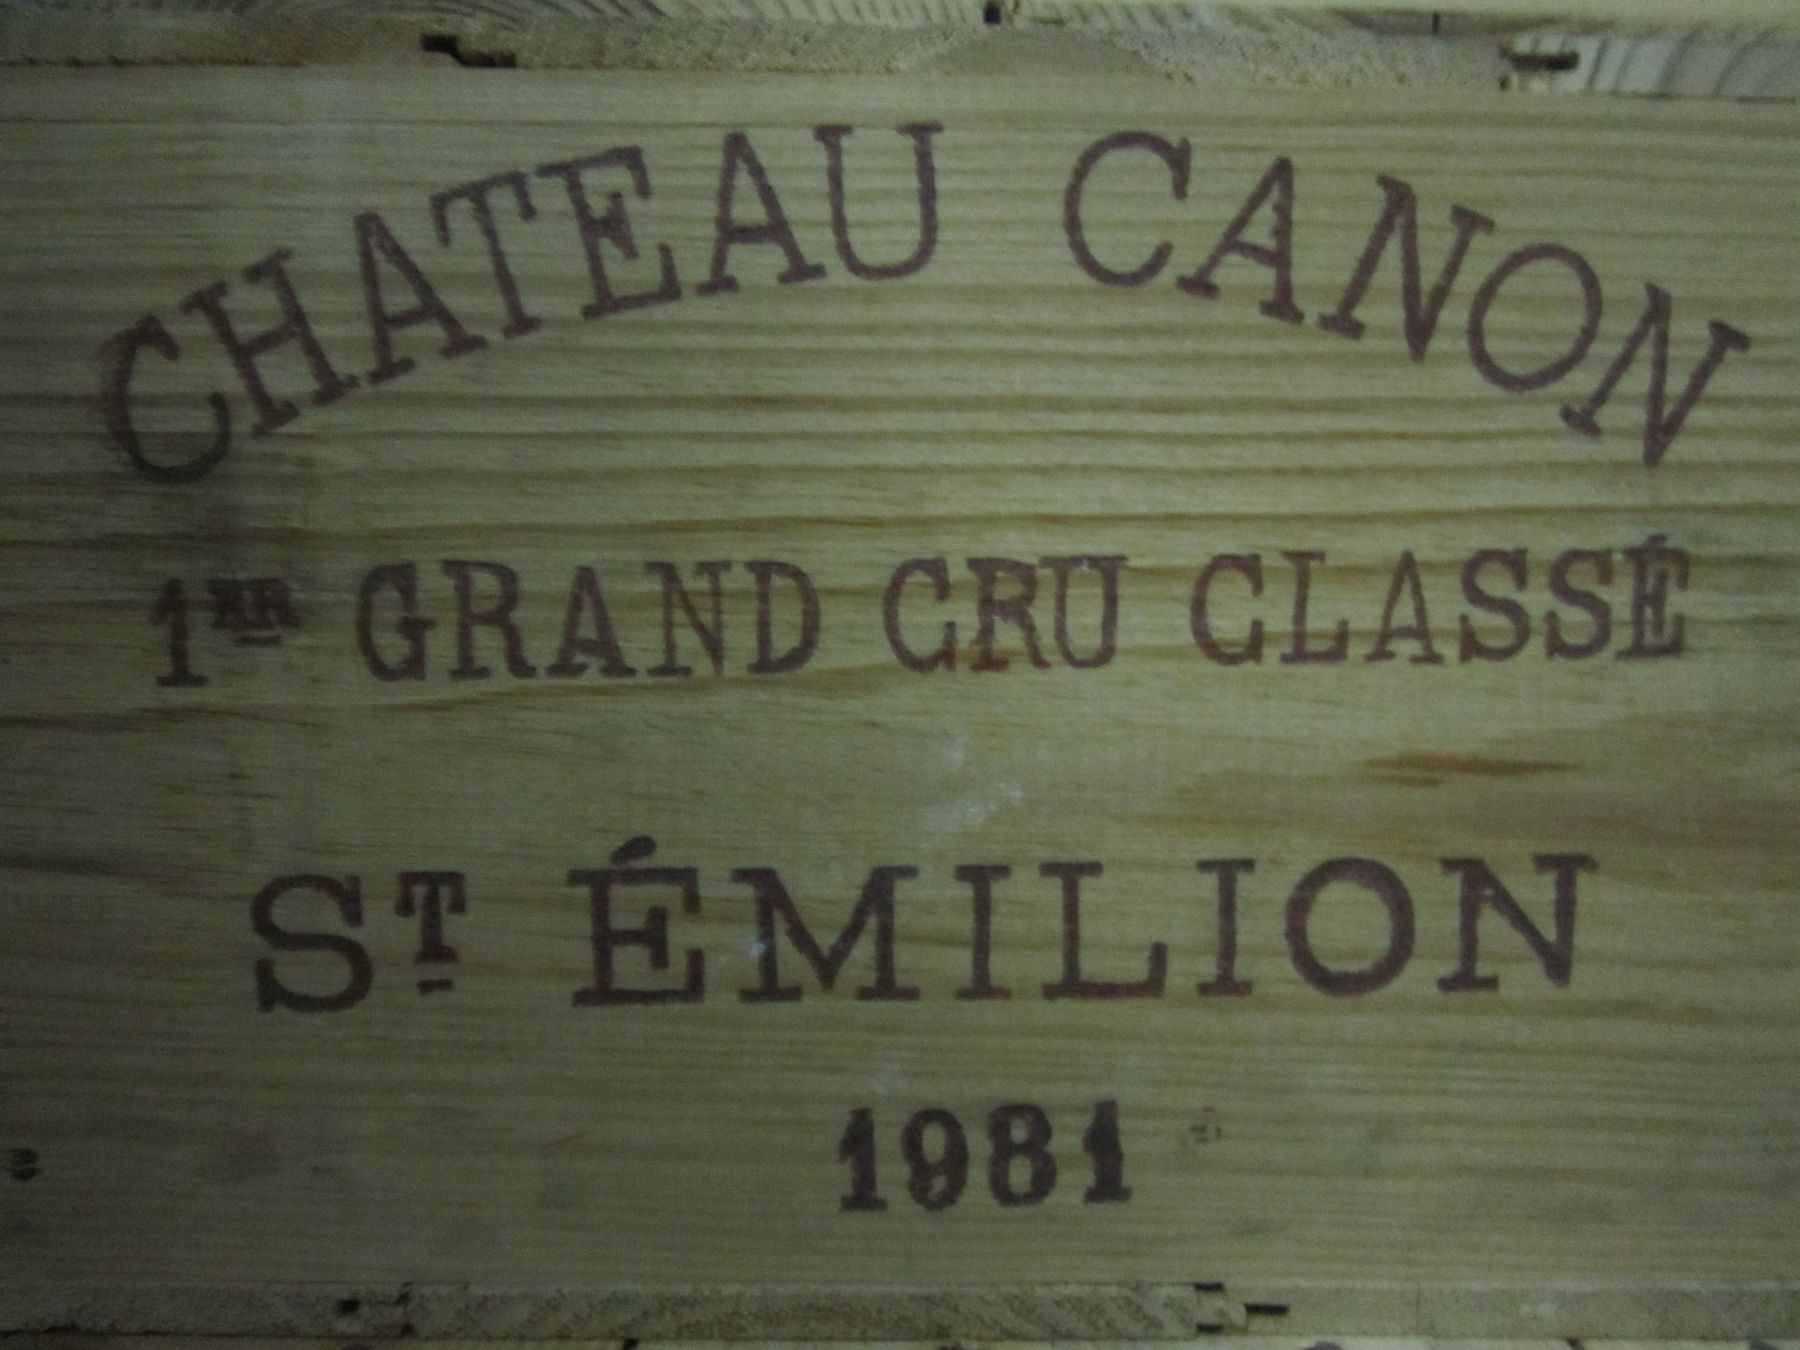 CHATEAU CANON
1ER GRAND CRU CLASSÉ
ST ÉMILION
1981